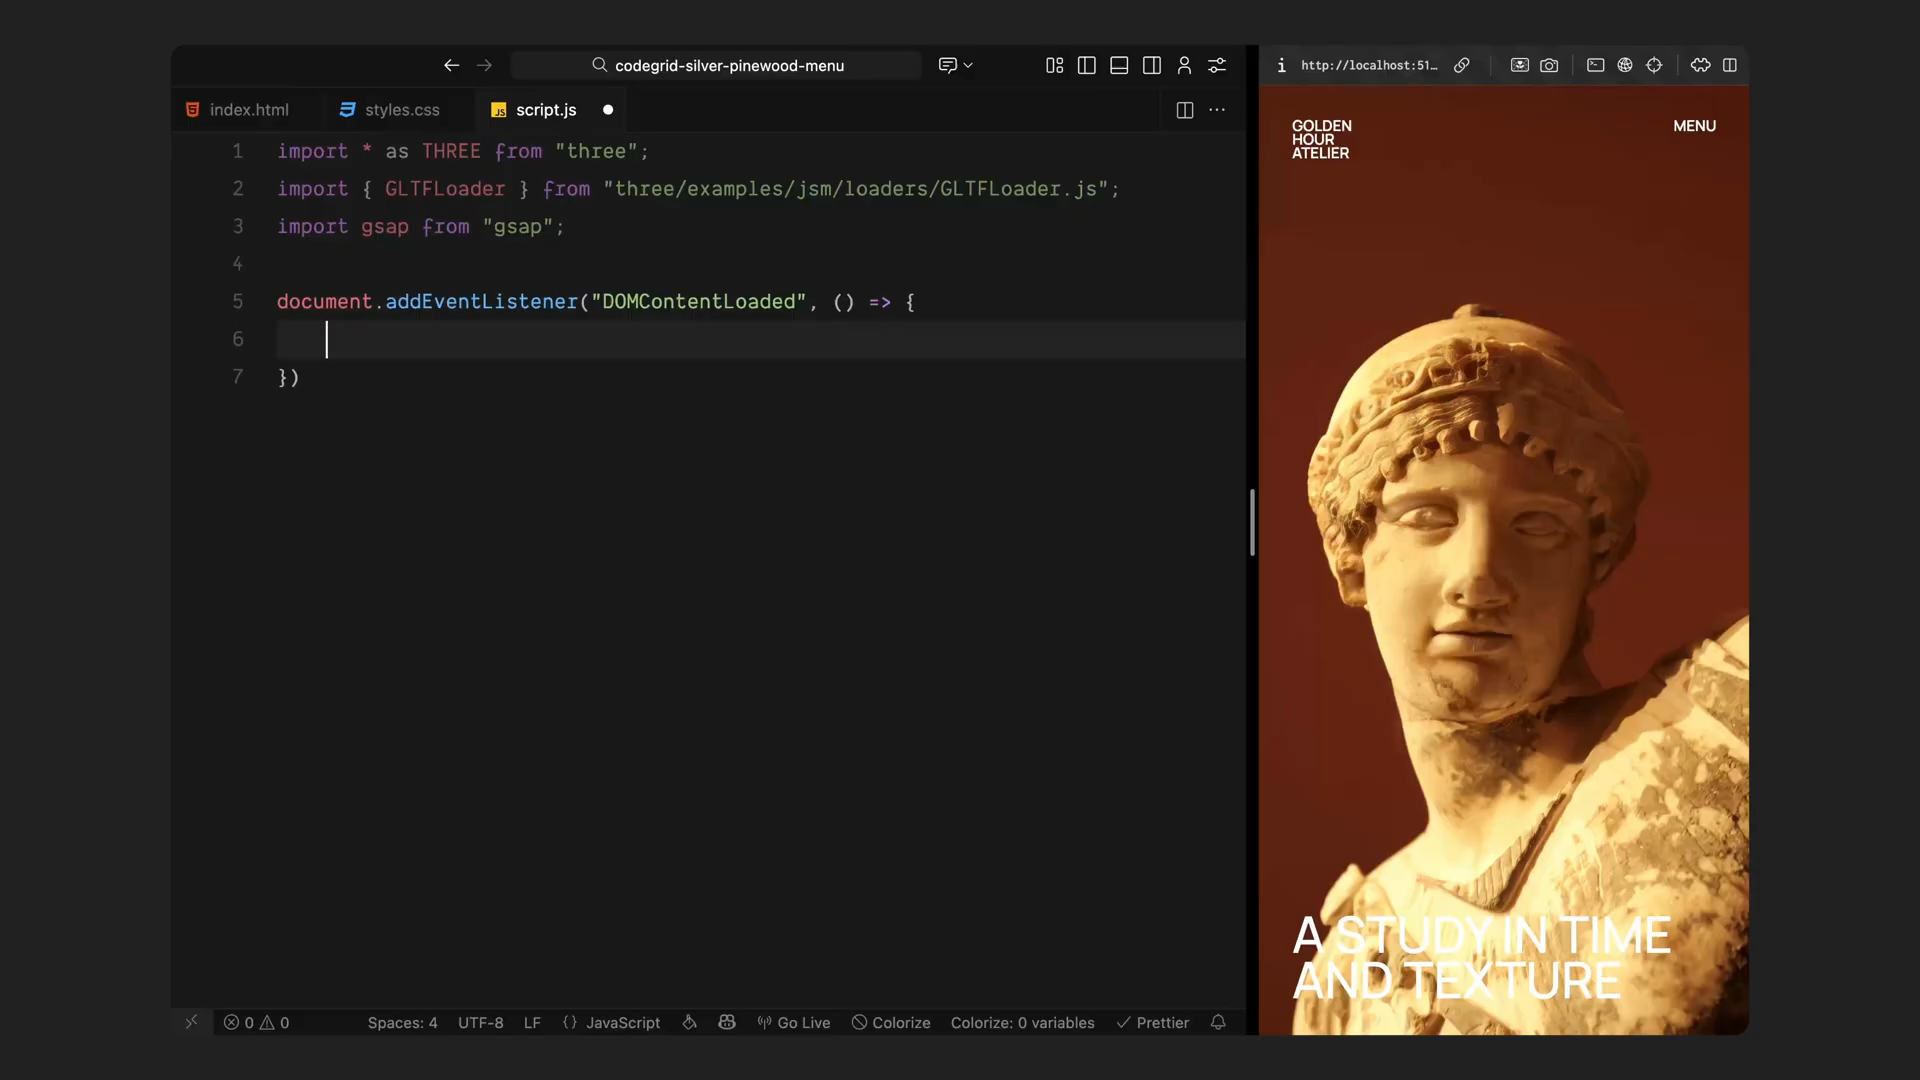 codegrid-silver-pinewood-menu
http://localhost:51…
index.html
styles.css
JS script.js
1 import * as THREE from "three";
2 import { GLTFLoader } from "three/examples/jsm/loaders/GLTFLoader.js";
3 import gsap from "gsap";
4
5 document.addEventListener("DOMContentLoaded", () => {
6
7 })
GOLDEN
HOUR
ATELIER
MENU
A STUDY IN TIME
AND TEXTURE
0 0 Spaces: 4 UTF-8 LF {} JavaScript Go Live Colorize Colorize: 0 variables Prettier